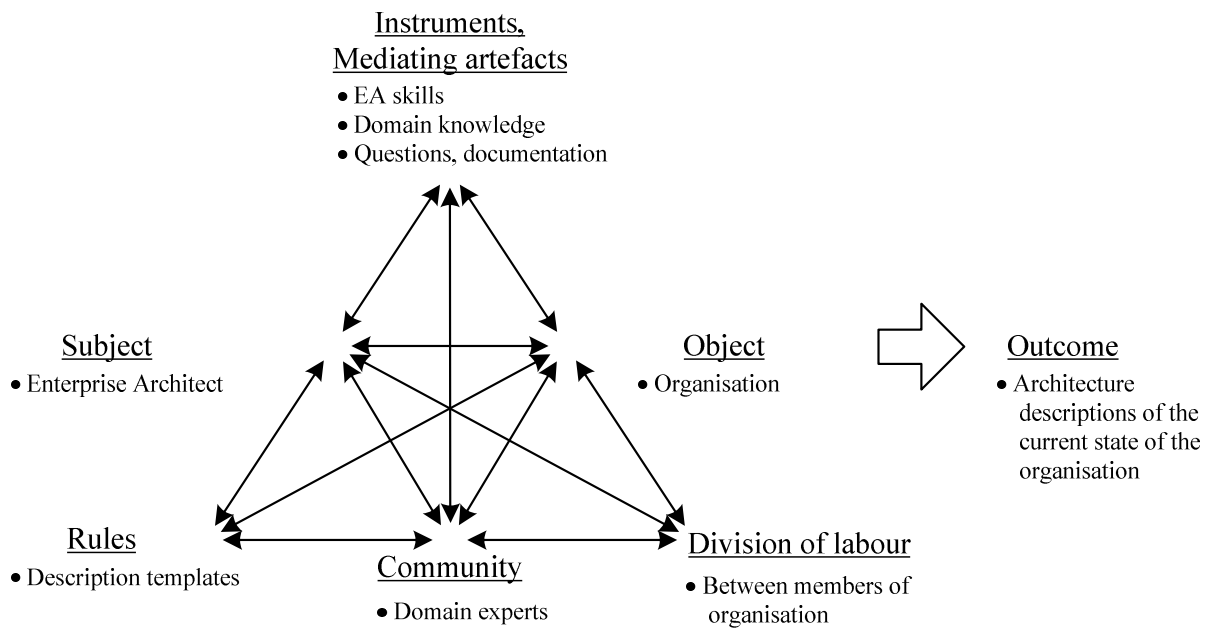 Instruments,
Mediating artefacts
• EA skills
• Domain knowledge
• Questions, documentation
Subject
• Enterprise Architect
Object
• Organisation
Outcome
• Architecture
descriptions of the
current state of the
organisation
Rules
• Description templates
Community
• Domain experts
Division of labour
• Between members of
organisation